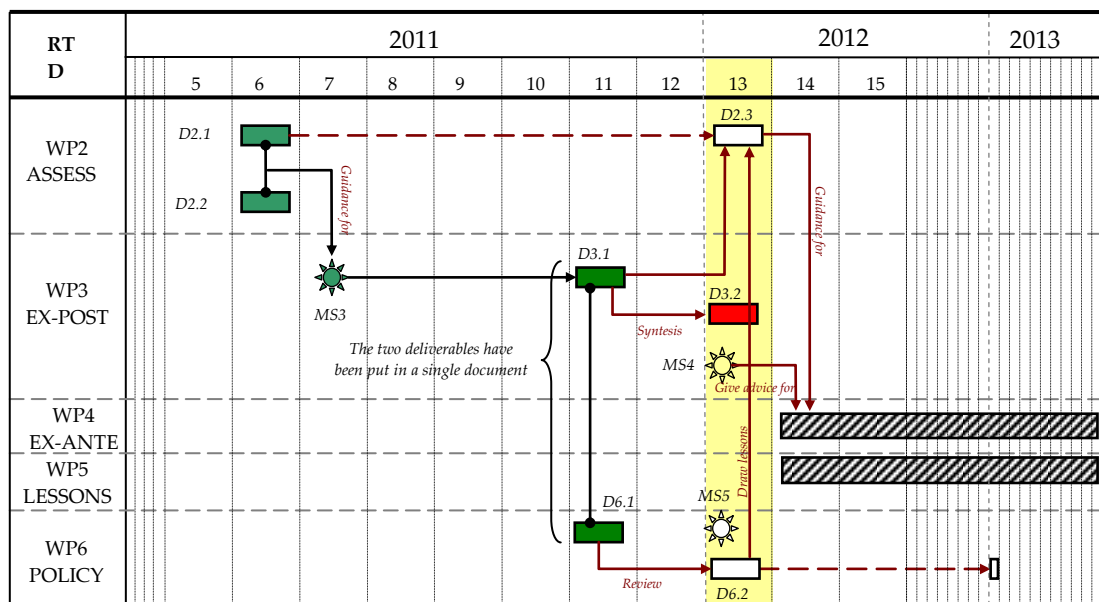 RT
D
2011
2012
2013
5 6 7 8 9 10 11 12 13 14 15
WP2
ASSESS
D2.1
D2.2
D2.3
Guidance for
Guidance for
WP3
EX-POST
MS3
D3.1
D3.2
Syntesis
The two deliverables have
been put in a single document
MS4
Give advice for
WP4
EX-ANTE
WP5
LESSONS
Draw lessons
MS5
D6.1
WP6
POLICY
Review
D6.2